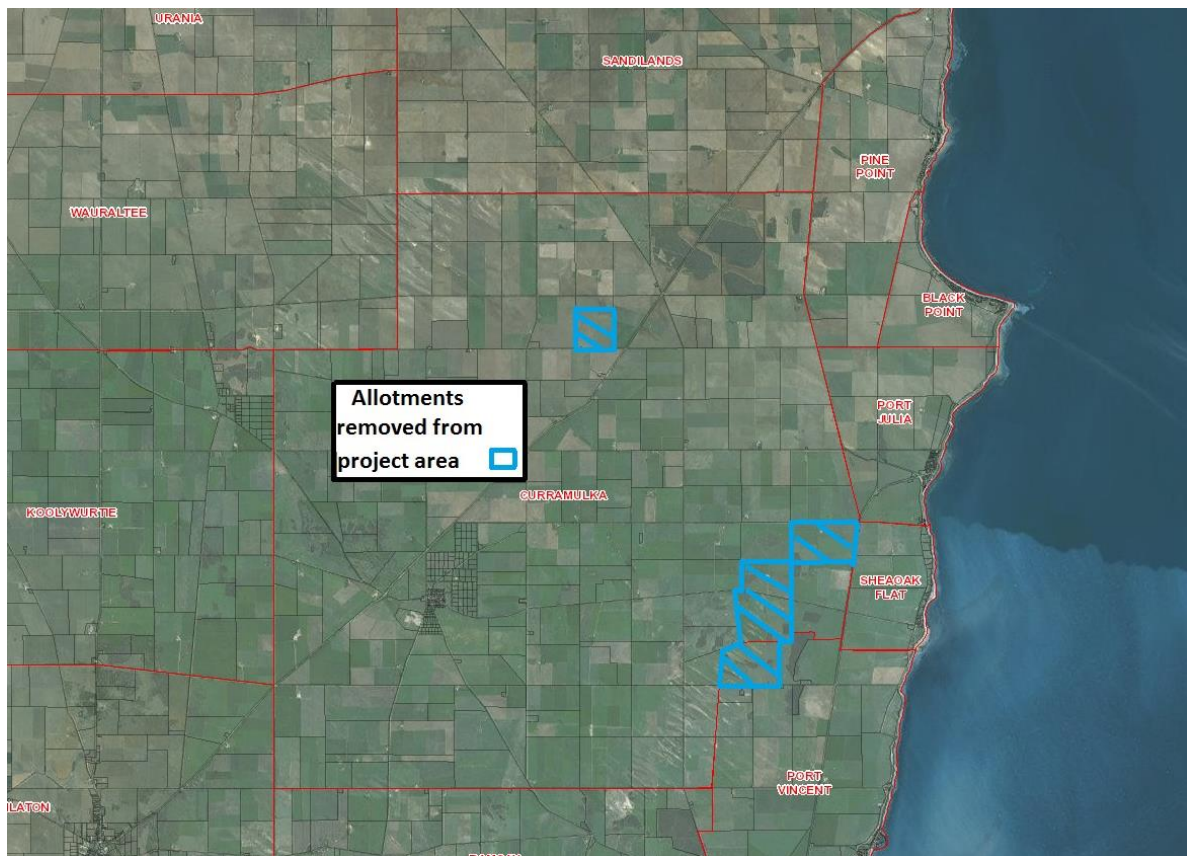 URANIA
SANDILANDS
PINE
POINT
WAURALTEE
BLACK
POINT
Allotments
removed from
project area
PORT
JULIA
CURRAMULKA
KOOLYWURTIE
SHEAOAK
FLAT
PORT
VINCENT
LATON